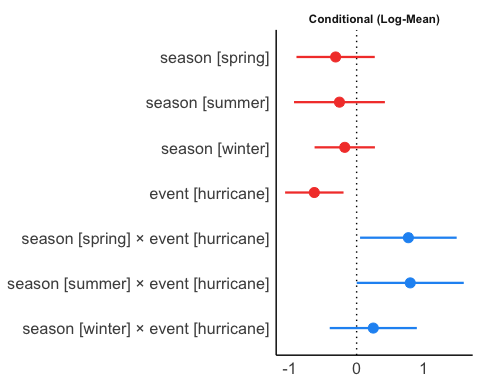 Conditional (Log-Mean)
season [spring]
season [summer]
season [winter]
event [hurricane]
season [spring] × event [hurricane]
season [summer] × event [hurricane]
season [winter] × event [hurricane]
-1 0 1